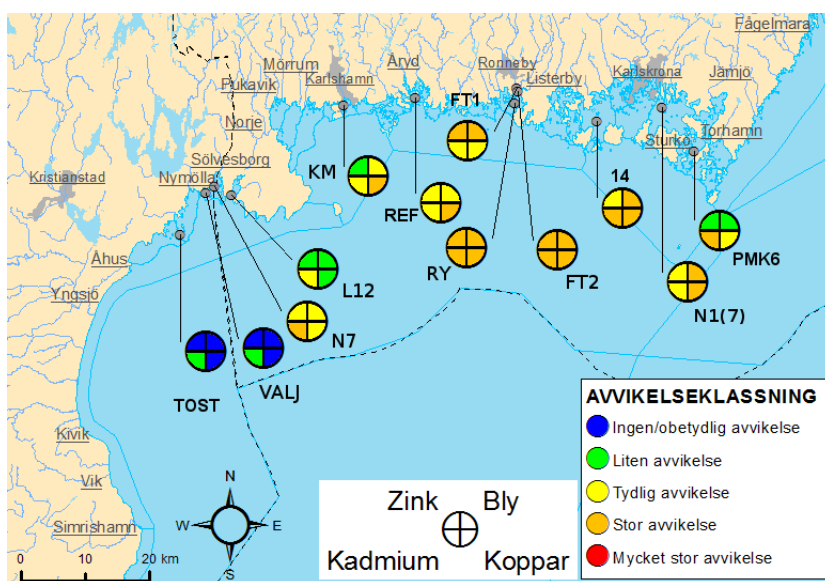 Fågelmara
Mörrum
Åryd
Ronneby
Karlshamn
Listerby
Karlskrona
Jämjö
Pukavik
FT1
Norje
Torhamn
Sturkö
Sölvesborg
Kristianstad
Nymölla
KM
14
REF
Åhus
RY
FT2
PMK6
L12
Yngsjö
N1(7)
N7
TOST
VALJ
AVVIKELSEKLASSNING
Ingen/obetydlig avvikelse
Liten avvikelse
Tydlig avvikelse
Stor avvikelse
Mycket stor avvikelse
Kivik
Vik
Simrishamn
N
W
E
S
Zink
Bly
Kadmium
Koppar
0
10
20 km